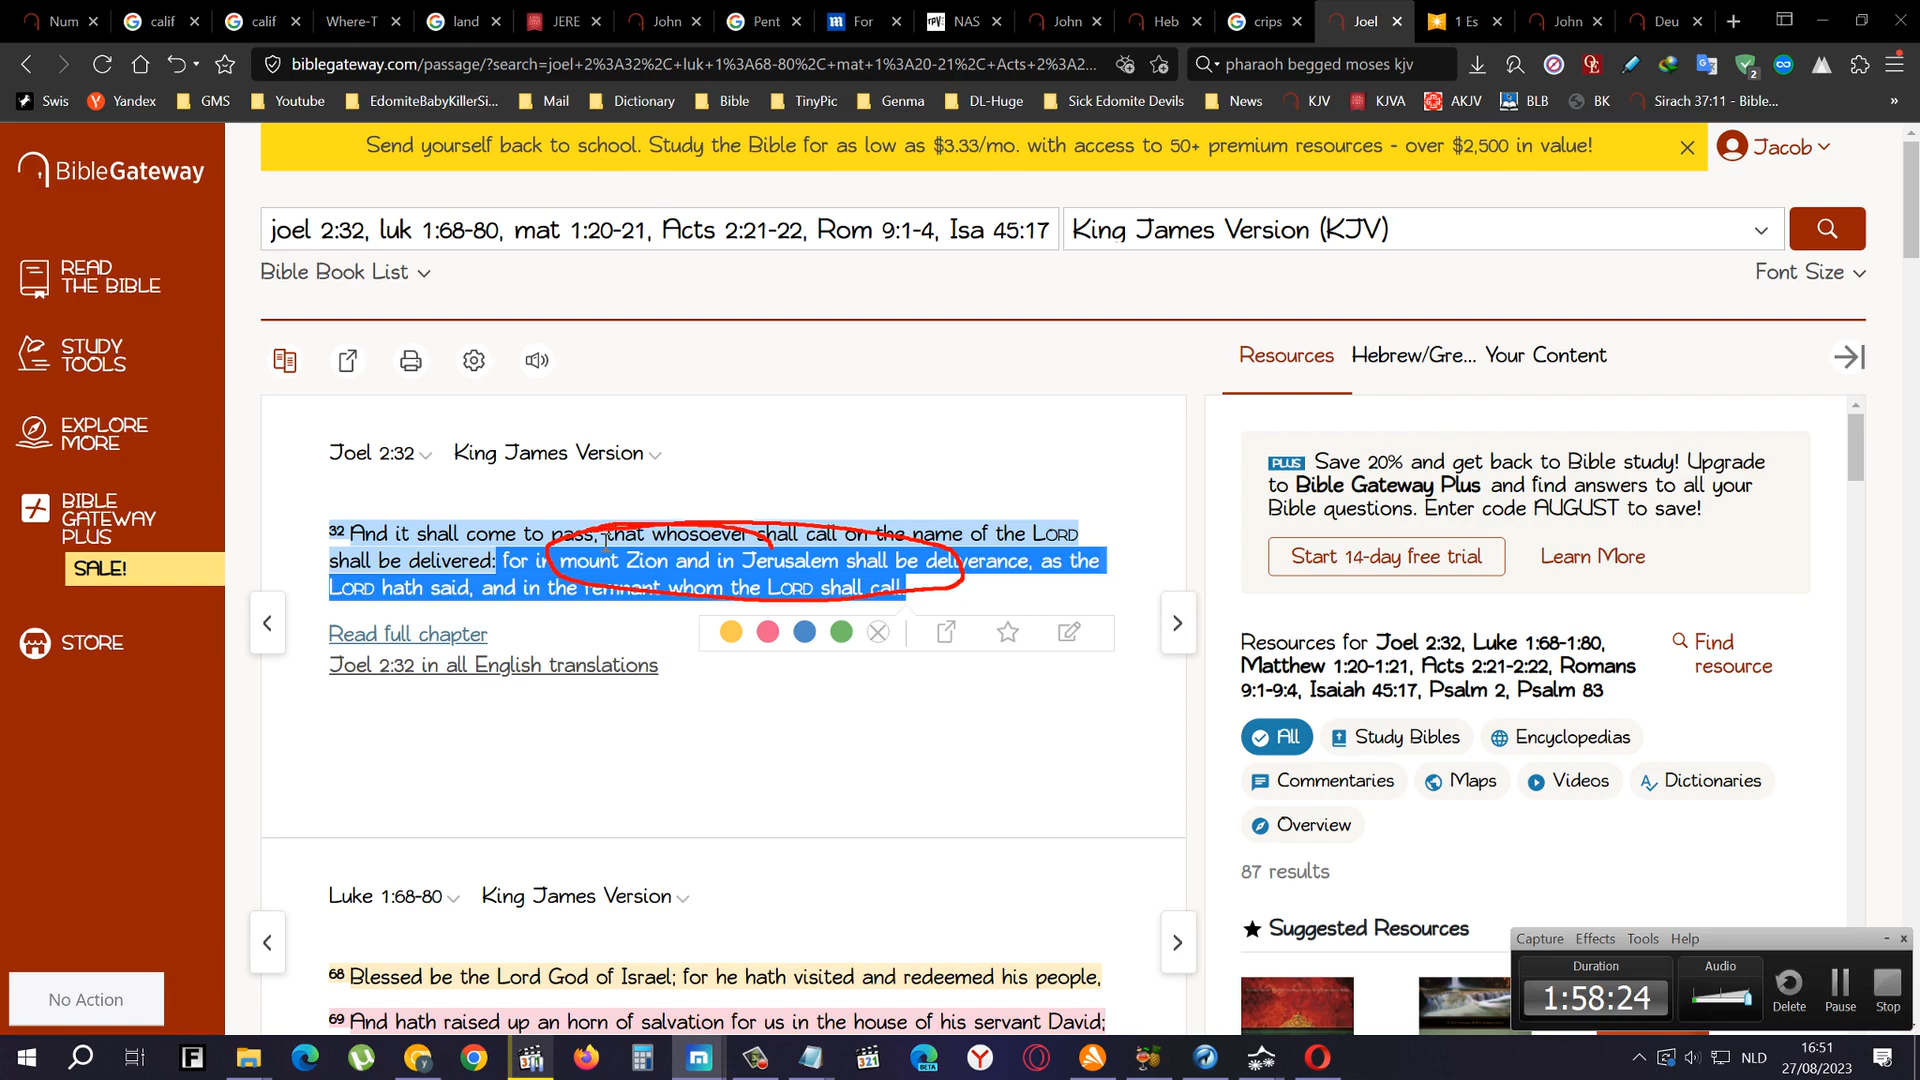 Num
calif
calif
Where-T
land
JERE
John
Pent
For
NAS
John
Heb
crips
Joel
1 Es
John
Deu
biblegateway.com/passage/?search=joel+2%3A32%2C+luk+1%3A68-80%2C+mat+1%3A20-21%2C+Acts+2%3A2...
pharaoh begged moses kjv
Swis
Yandex
GMS
Youtube
EdomiteBabyKillerSi...
Mail
Dictionary
Bible
TinyPic
Genma
DL-Huge
Sick Edomite Devils
News
KJV
KJVA
AKJV
BLB
BK
Sirach 37:11 - Bible...
BibleGateway
READ
THE BIBLE
STUDY
TOOLS
EXPLORE
MORE
BIBLE
GATEWAY
PLUS
SALE!
STORE
No Action
Send yourself back to school. Study the Bible for as low as $3.33/mo. with access to 50+ premium resources - over $2,500 in value!
Jacob
joel 2:32, luk 1:68-80, mat 1:20-21, Acts 2:21-22, Rom 9:1-4, Isa 45:17
King James Version (KJV)
Bible Book List
Font Size
Joel 2:32 King James Version
32 And it shall come to pass, that whosoever shall call on the name of the LORD
shall be delivered: for in mount Zion and in Jerusalem shall be deliverance, as the
LORD hath said, and in the remnant whom the LORD shall call.
Read full chapter
Joel 2:32 in all English translations
Luke 1:68-80 King James Version
68 Blessed be the Lord God of Israel; for he hath visited and redeemed his people,
69 And hath raised up an horn of salvation for us in the house of his servant David;
Resources
Hebrew/Gre...
Your Content
PLUS Save 20% and get back to Bible study! Upgrade
to Bible Gateway Plus and find answers to all your
Bible questions. Enter code AUGUST to save!
Start 14-day free trial
Learn More
Resources for Joel 2:32, Luke 1:68-1:80,
Matthew 1:20-1:21, Acts 2:21-2:22, Romans
9:1-9:4, Isaiah 45:17, Psalm 2, Psalm 83
Find
resource
All
Study Bibles
Encyclopedias
Commentaries
Maps
Videos
Dictionaries
Overview
87 results
Suggested Resources
Capture Effects Tools Help
Duration
1:58:24
Audio
Delete
Pause
Stop
NLD
16:51
27/08/2023